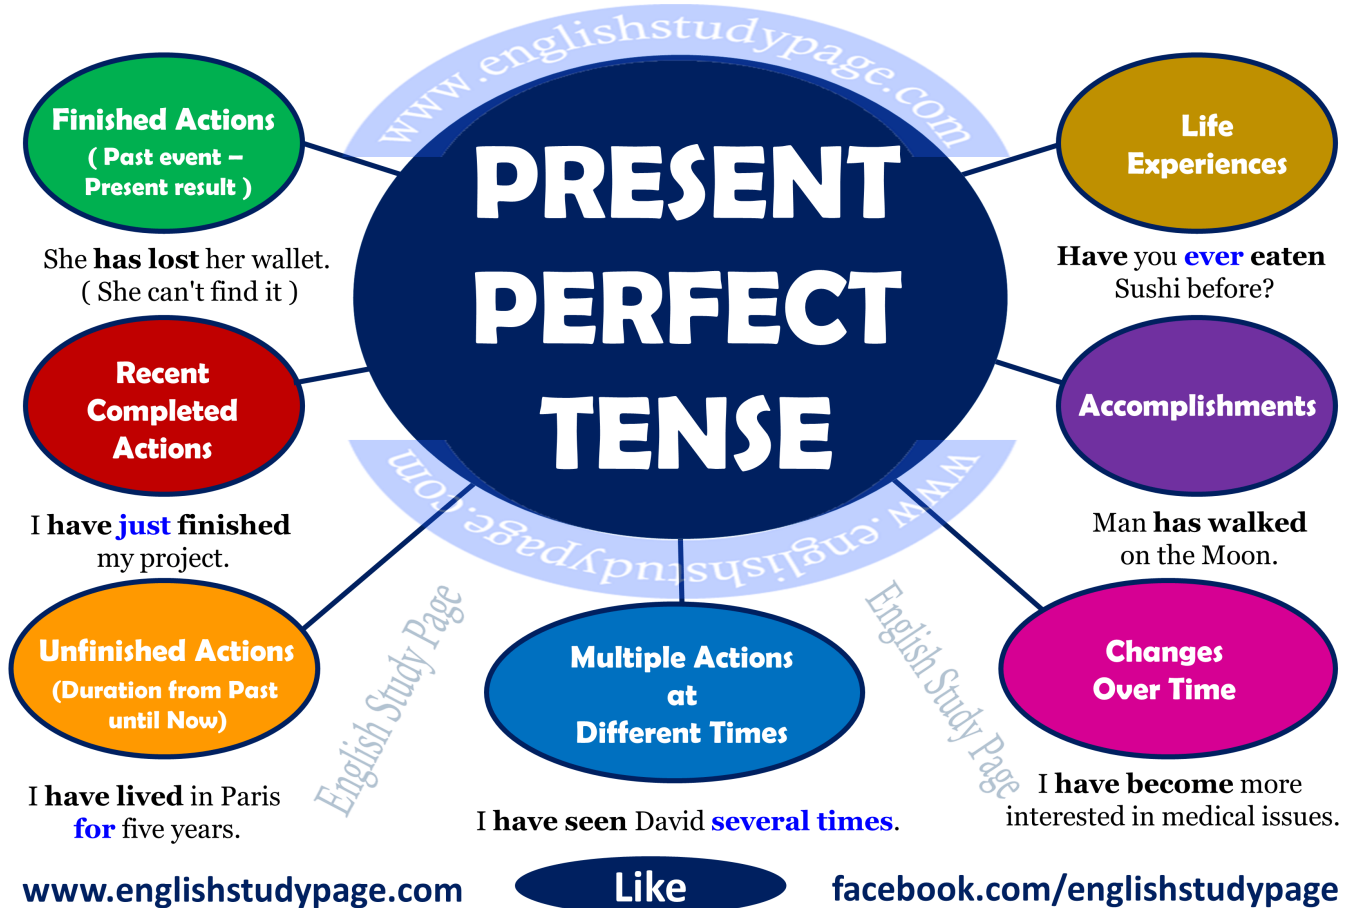 www.englishstudypage.com
PRESENT
PERFECT
TENSE
www.englishstudypage.com
Finished Actions
( Past event –
Present result )
She has lost her wallet.
( She can't find it )
Recent
Completed
Actions
I have just finished
my project.
Unfinished Actions
(Duration from Past
until Now)
I have lived in Paris
for five years.
English Study Page
Multiple Actions
at
Different Times
I have seen David several times.
Life
Experiences
Have you ever eaten
Sushi before?
Accomplishments
Man has walked
on the Moon.
English Study Page
Changes
Over Time
I have become more
interested in medical issues.
www.englishstudypage.com
Like
facebook.com/englishstudypage